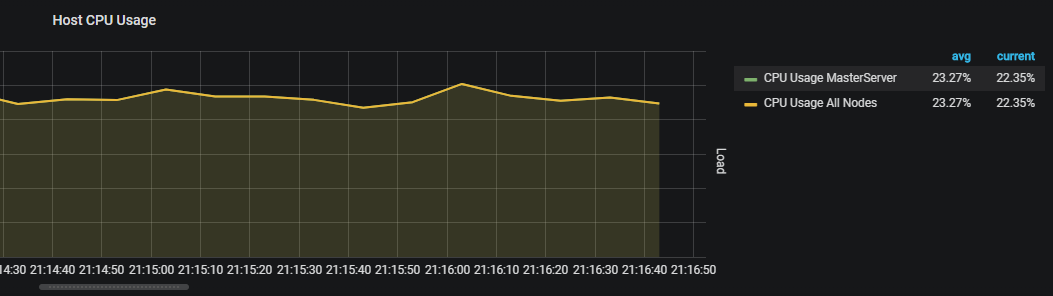 Host CPU Usage
avg current
CPU Usage MasterServer 23.27% 22.35%
CPU Usage All Nodes 23.27% 22.35%
Load
14:30 21:14:40 21:14:50 21:15:00 21:15:10 21:15:20 21:15:30 21:15:40 21:15:50 21:16:00 21:16:10 21:16:20 21:16:30 21:16:40 21:16:50